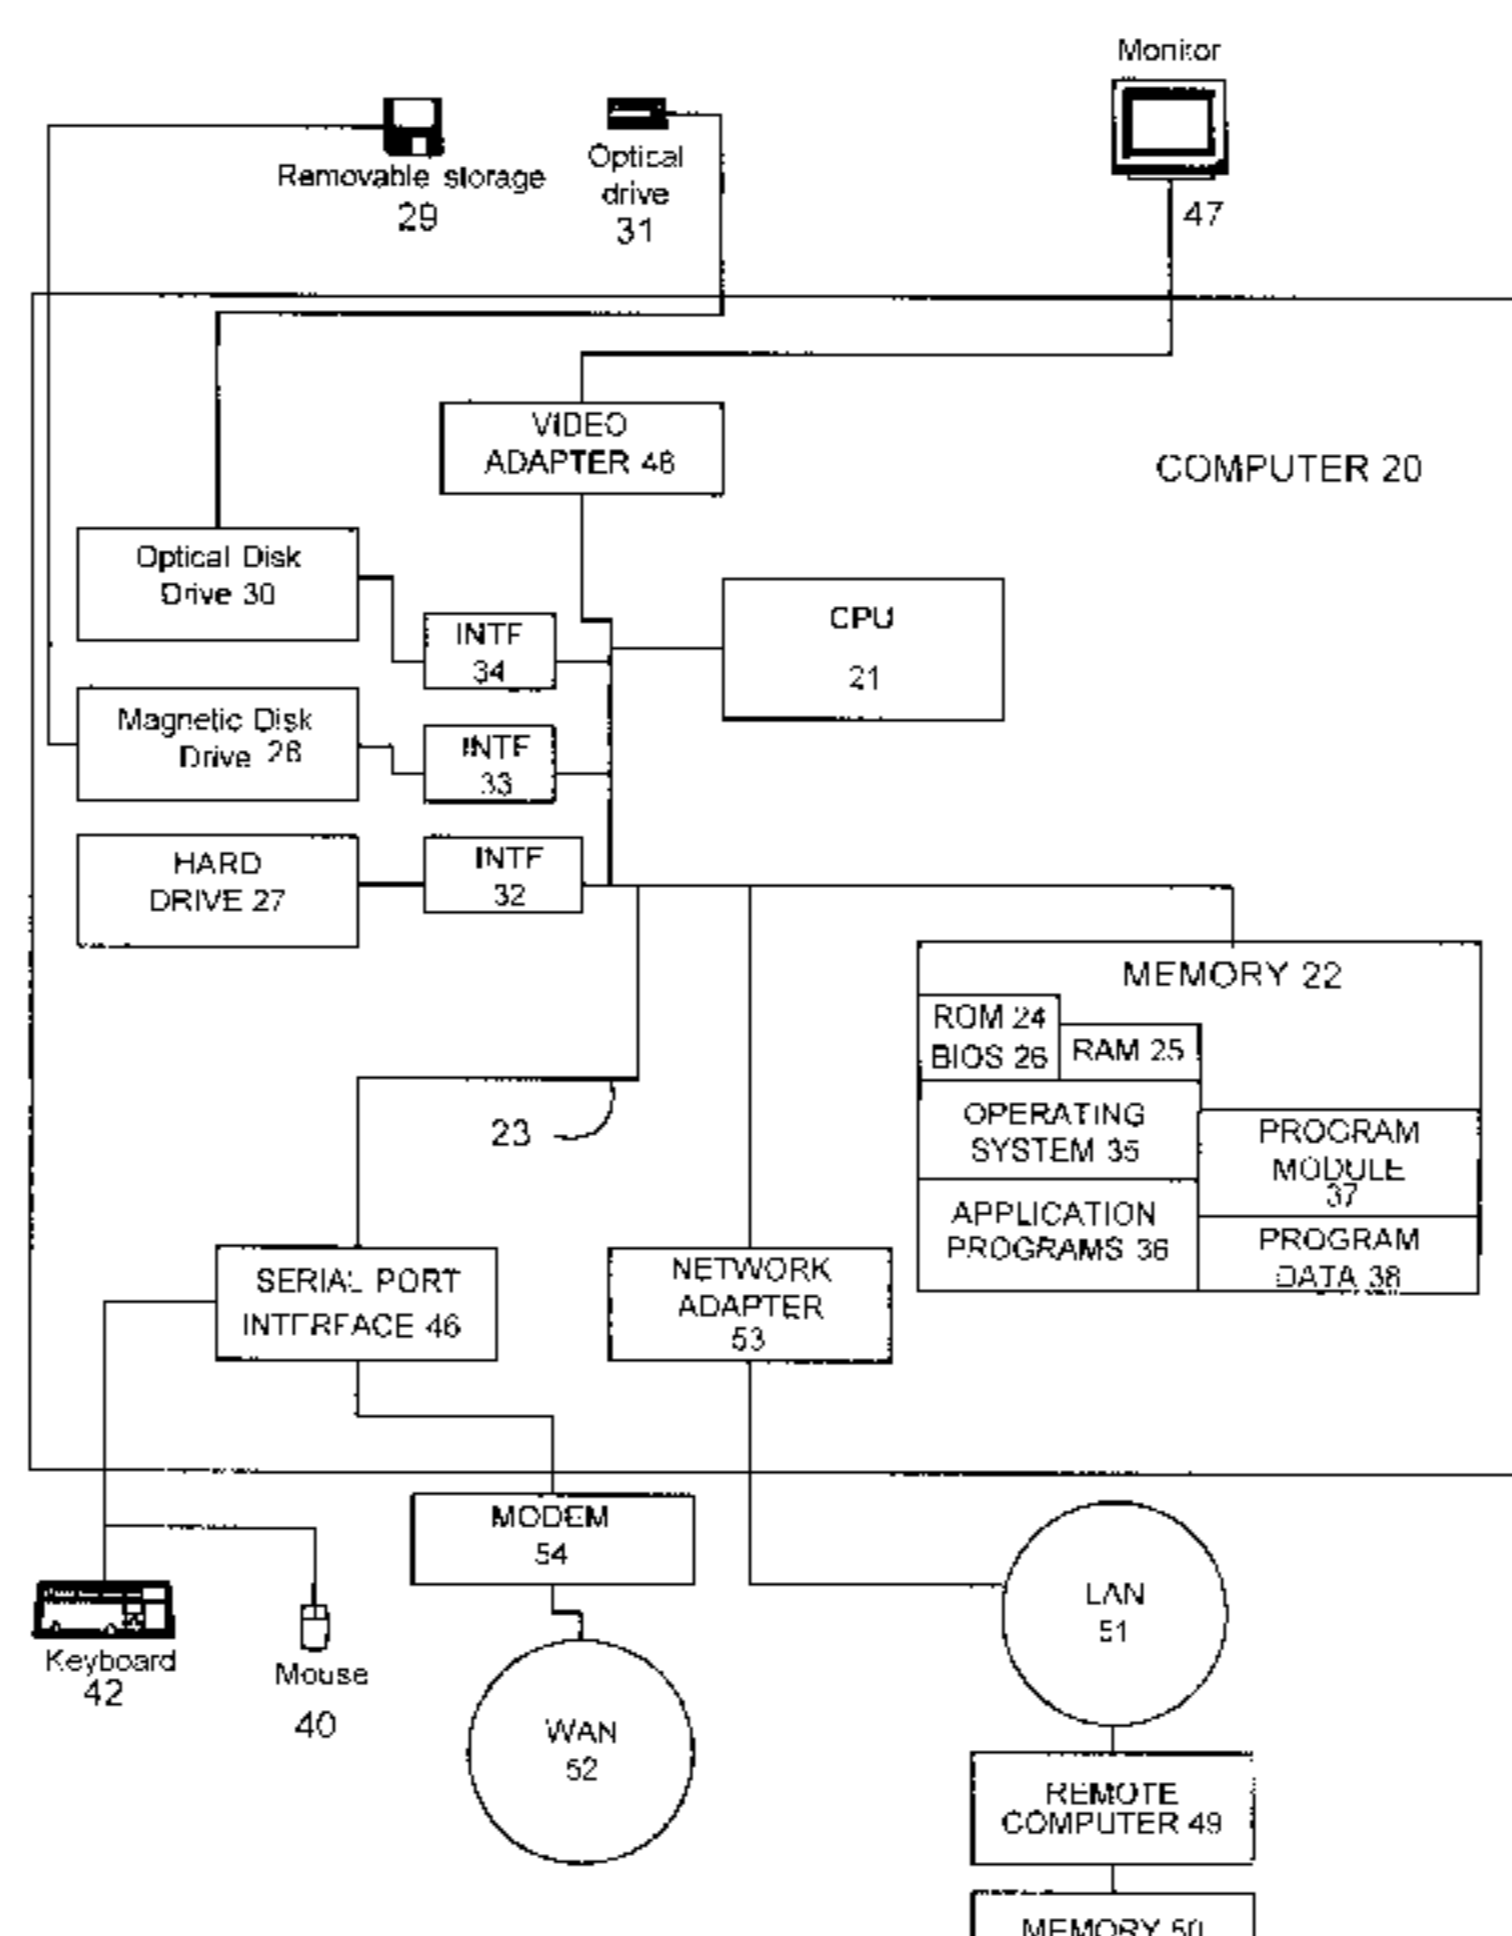 Monitor
47
Removable storage
29
Optical
drive
31
VIDEO
ADAPTER 48
COMPUTER 20
Optical Disk
Drive 30
INTF
34
CPU
21
Magnetic Disk
Drive 28
INTF
33
HARD
DRIVE 27
INTF
32
MEMORY 22
ROM 24
BIOS 26
RAM 25
OPERATING
SYSTEM 35
PROGRAM
MODULE
37
APPLICATION
PROGRAMS 36
PROGRAM
DATA 38
23
SERIAL PORT
INTERFACE 46
NETWORK
ADAPTER
53
MODEM
54
LAN
51
Keyboard
42
Mouse
40
WAN
52
REMOTE
COMPUTER 49
MEMORY 50